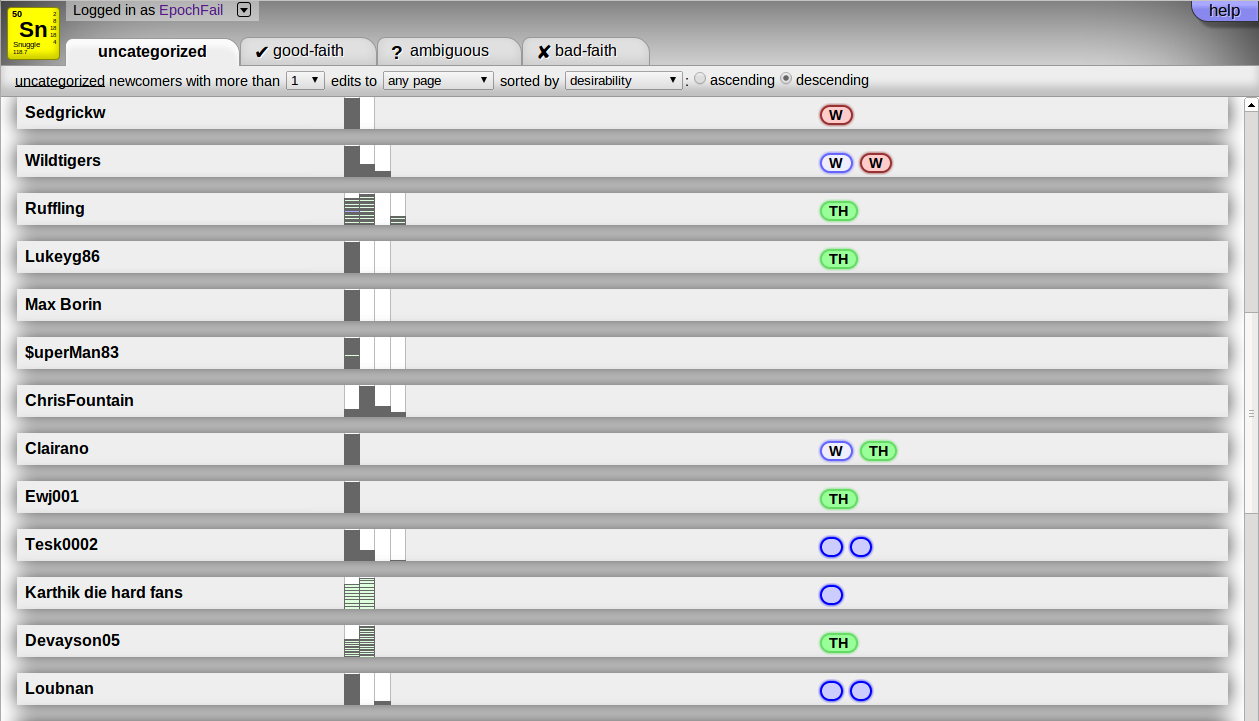 Logged in as EpochFail
help
50
2
8
18
18
4
Sn
Snuggle
118.7
uncategorized
✔ good-faith
? ambiguous
✘ bad-faith
uncategorized newcomers with more than 1 edits to any page sorted by desirability : ascending descending
Sedgrickw W
Wildtigers W W
Ruffling TH
Lukeyg86 TH
Max Borin
$uperMan83
ChrisFountain
Clairano W TH
Ewj001 TH
Tesk0002
Karthik die hard fans
Devayson05 TH
Loubnan